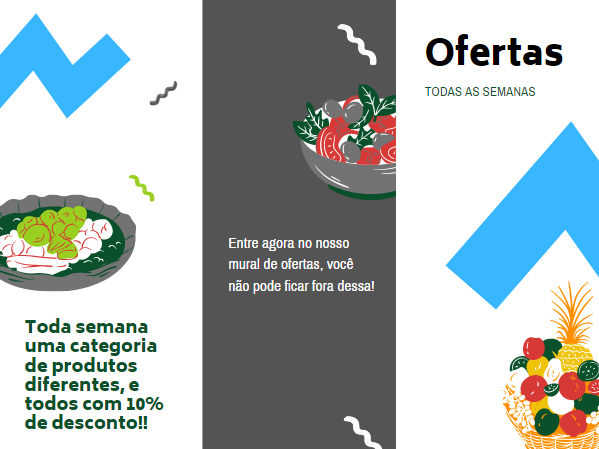 Toda semana
uma categoria
de produtos
diferentes, e
todos com 10%
de desconto!!
Entre agora no nosso
mural de ofertas, você
não pode ficar fora dessa!
Ofertas
TODAS AS SEMANAS